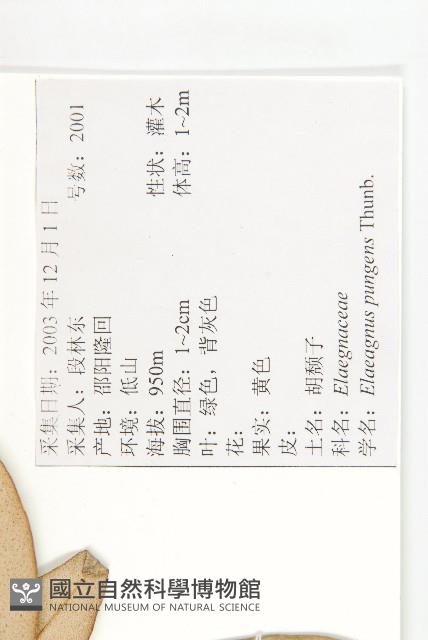 采集日期：2003 年 12 月 1 日
采集人：段林东 号数：2001
产地：邵阳隆回
环境：低山
海拔：950m 性状：灌木
胸围直径：1~2cm 体高：1~2m
叶：绿色，背灰色
花：
果实：黄色
皮：
土名：胡颓子
科名：Elaegnaceae
学名：Elaeagnus pungens Thunb.
國立自然科學博物館
NATIONAL MUSEUM OF NATURAL SCIENCE